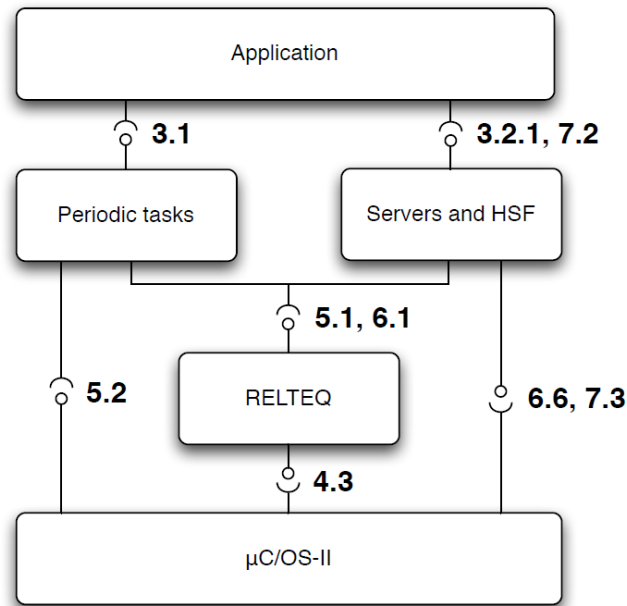 Application
3.1
3.2.1, 7.2
Periodic tasks
Servers and HSF
5.1, 6.1
5.2
RELTEQ
6.6, 7.3
4.3
µC/OS-II